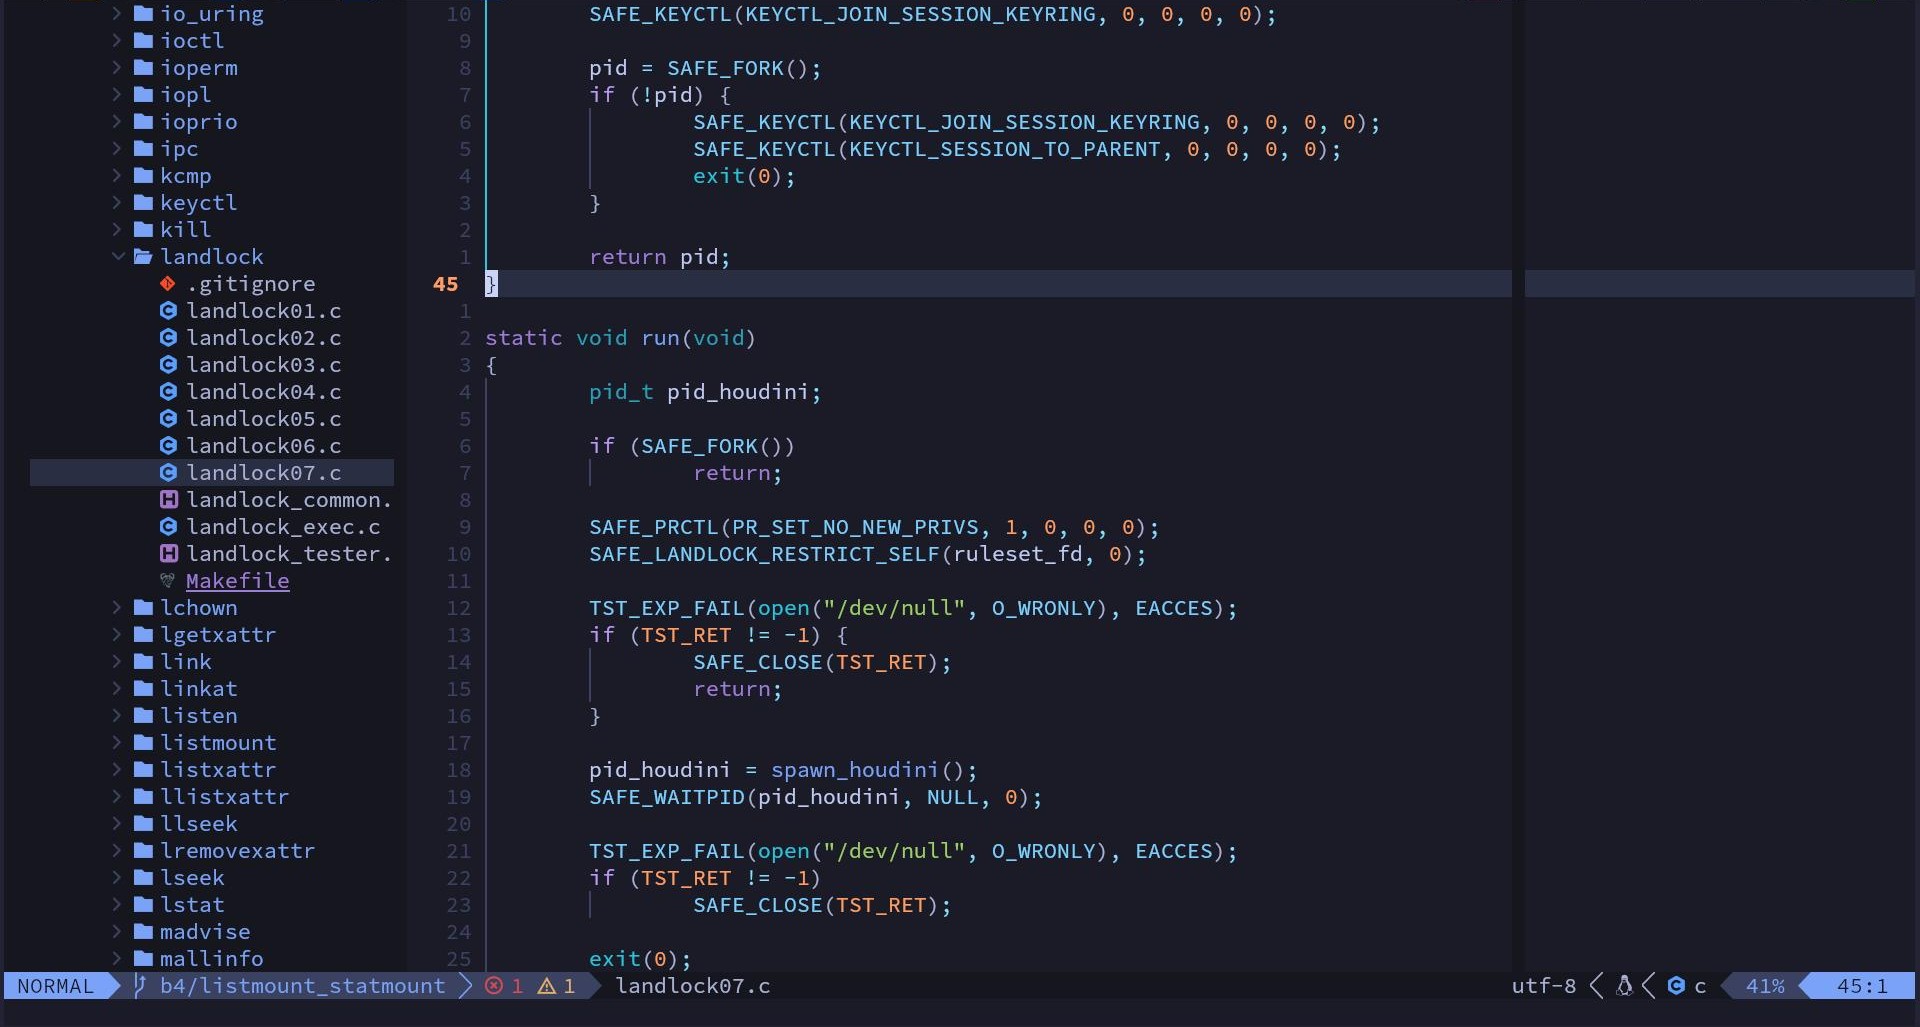 io_uring
ioctl
ioperm
iopl
ioprio
ipc
kcmp
keyctl
kill
landlock
.gitignore
landlock01.c
landlock02.c
landlock03.c
landlock04.c
landlock05.c
landlock06.c
landlock07.c
landlock_common.
landlock_exec.c
landlock_tester.
Makefile
lchown
lgetxattr
link
linkat
listen
listmount
listxattr
llistxattr
llseek
lremovexattr
lseek
lstat
madvise
mallinfo
10 SAFE_KEYCTL(KEYCTL_JOIN_SESSION_KEYRING, 0, 0, 0, 0);
9
8 pid = SAFE_FORK();
7 if (!pid) {
6 SAFE_KEYCTL(KEYCTL_JOIN_SESSION_KEYRING, 0, 0, 0, 0);
5 SAFE_KEYCTL(KEYCTL_SESSION_TO_PARENT, 0, 0, 0, 0);
4 exit(0);
3 }
2
1 return pid;
45 }
1
2 static void run(void)
3 {
4 pid_t pid_houdini;
5
6 if (SAFE_FORK())
7 return;
8
9 SAFE_PRCTL(PR_SET_NO_NEW_PRIVS, 1, 0, 0, 0);
10 SAFE_LANDLOCK_RESTRICT_SELF(ruleset_fd, 0);
11
12 TST_EXP_FAIL(open("/dev/null", O_WRONLY), EACCES);
13 if (TST_RET != -1) {
14 SAFE_CLOSE(TST_RET);
15 return;
16 }
17
18 pid_houdini = spawn_houdini();
19 SAFE_WAITPID(pid_houdini, NULL, 0);
20
21 TST_EXP_FAIL(open("/dev/null", O_WRONLY), EACCES);
22 if (TST_RET != -1)
23 SAFE_CLOSE(TST_RET);
24
25 exit(0);
NORMAL b4/listmount_statmount 1 1 landlock07.c utf-8 c 41% 45:1